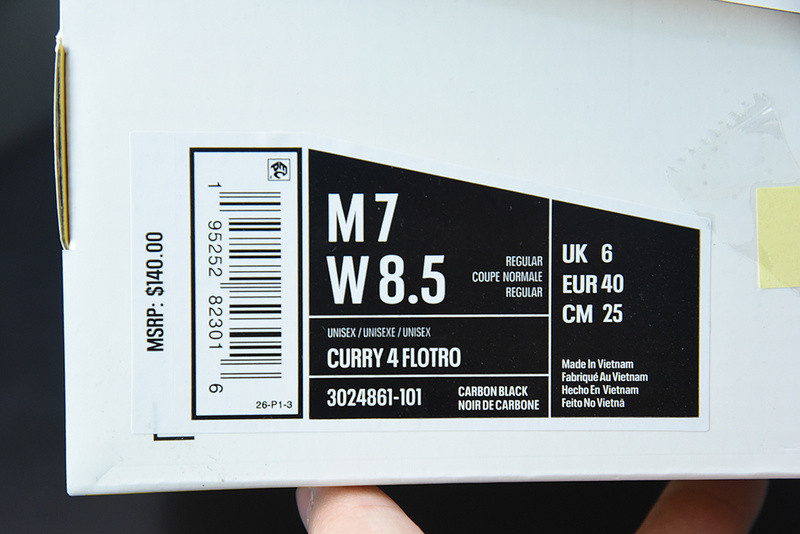 MSRP: $140.00
1 95252 82301 6
26-P1-3
M 7
W 8.5
REGULAR
COUPE NORMALE
REGULAR
UNISEX / UNISEXE / UNISEX
CURRY 4 FLOTRO
3024861-101
CARBON BLACK
NOIR DE CARBONE
UK 6
EUR 40
CM 25
Made In Vietnam
Fabriqué Au Vietnam
Hecho En Vietnam
Feito No Vietnã